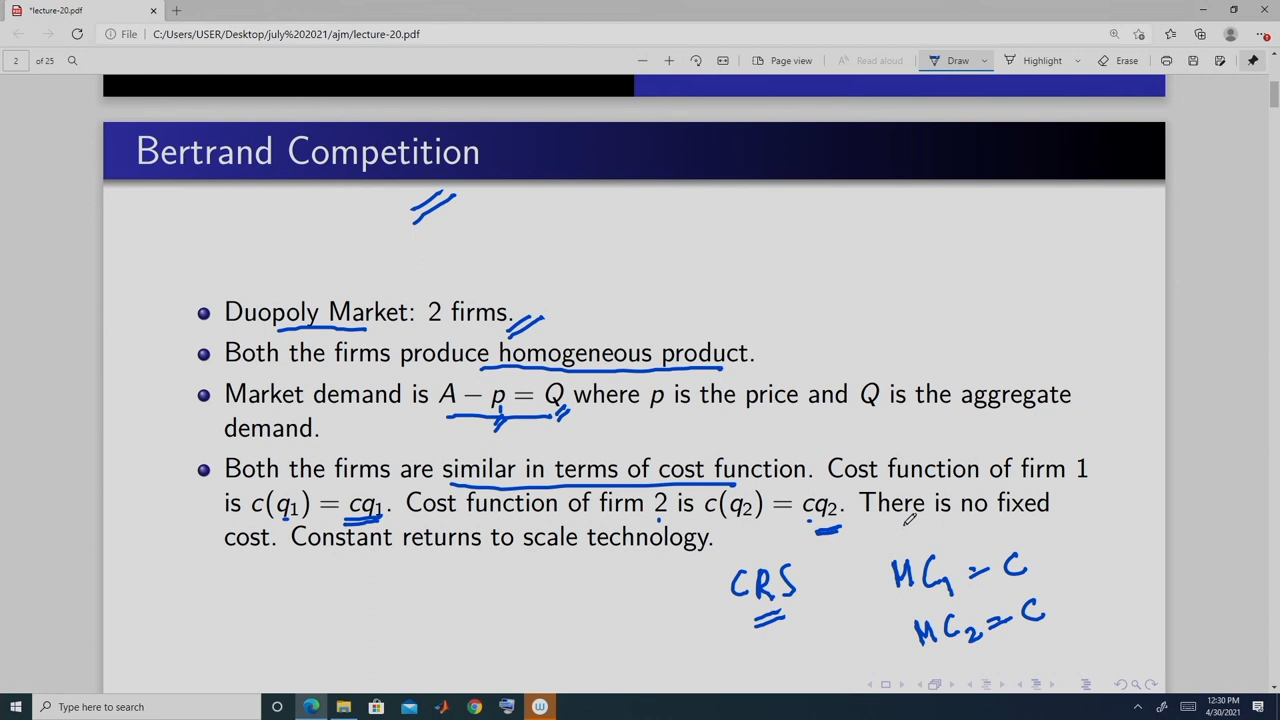 *lecture-20.pdf
File C:/Users/USER/Desktop/july%202021/ajm/lecture-20.pdf
2 of 25 Page view Read aloud Draw Highlight Erase
Bertrand Competition
Duopoly Market: 2 firms.
Both the firms produce homogeneous product.
Market demand is A − p = Q where p is the price and Q is the aggregate
demand.
Both the firms are similar in terms of cost function. Cost function of firm 1
is c(q₁) = cq₁. Cost function of firm 2 is c(q₂) = cq₂. There is no fixed
cost. Constant returns to scale technology.
CRS MC₁ = C
MC₂ = C
Type here to search
12:30 PM
4/30/2021